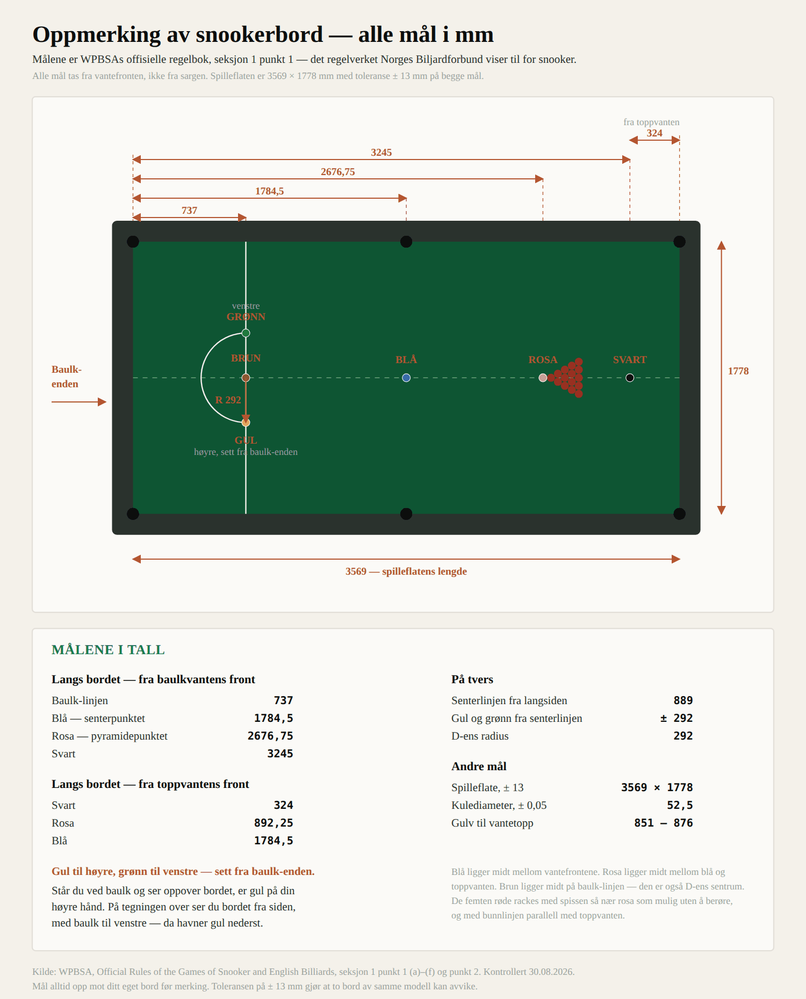 Oppmerking av snookerbord — alle mål i mm
Målene er WPBSAs offisielle regelbok, seksjon 1 punkt 1 — det regelverket Norges Biljardforbund viser til for snooker.
Alle mål tas fra vantefronten, ikke fra sargen. Spilleflaten er 3569 × 1778 mm med toleranse ± 13 mm på begge mål.
fra toppvanten
324
3245
2676,75
1784,5
737
venstre
GRØNN
BRUN
BLÅ
ROSA
SVART
Baulk-
enden
1778
R 292
GUL
høyre, sett fra baulk-enden
3569 — spilleflatens lengde
MÅLENE I TALL
Langs bordet — fra baulkvantens front
Baulk-linjen 737
Blå — senterpunktet 1784,5
Rosa — pyramidepunktet 2676,75
Svart 3245
Langs bordet — fra toppvantens front
Svart 324
Rosa 892,25
Blå 1784,5
Gul til høyre, grønn til venstre — sett fra baulk-enden.
Står du ved baulk og ser oppover bordet, er gul på din
høyre hånd. På tegningen over ser du bordet fra siden,
med baulk til venstre — da havner gul nederst.
På tvers
Senterlinjen fra langsiden 889
Gul og grønn fra senterlinjen ± 292
D-ens radius 292
Andre mål
Spilleflate, ± 13 3569 × 1778
Kulediameter, ± 0,05 52,5
Gulv til vantetopp 851 – 876
Blå ligger midt mellom vantefrontene. Rosa ligger midt mellom blå og
toppvanten. Brun ligger midt på baulk-linjen — den er også D-ens sentrum.
De femten røde rackes med spissen så nær rosa som mulig uten å berøre,
og med bunnlinjen parallell med toppvanten.
Kilde: WPBSA, Official Rules of the Games of Snooker and English Billiards, seksjon 1 punkt 1 (a)–(f) og punkt 2. Kontrollert 30.08.2026.
Mål alltid opp mot ditt eget bord før merking. Toleransen på ± 13 mm gjør at to bord av samme modell kan avvike.